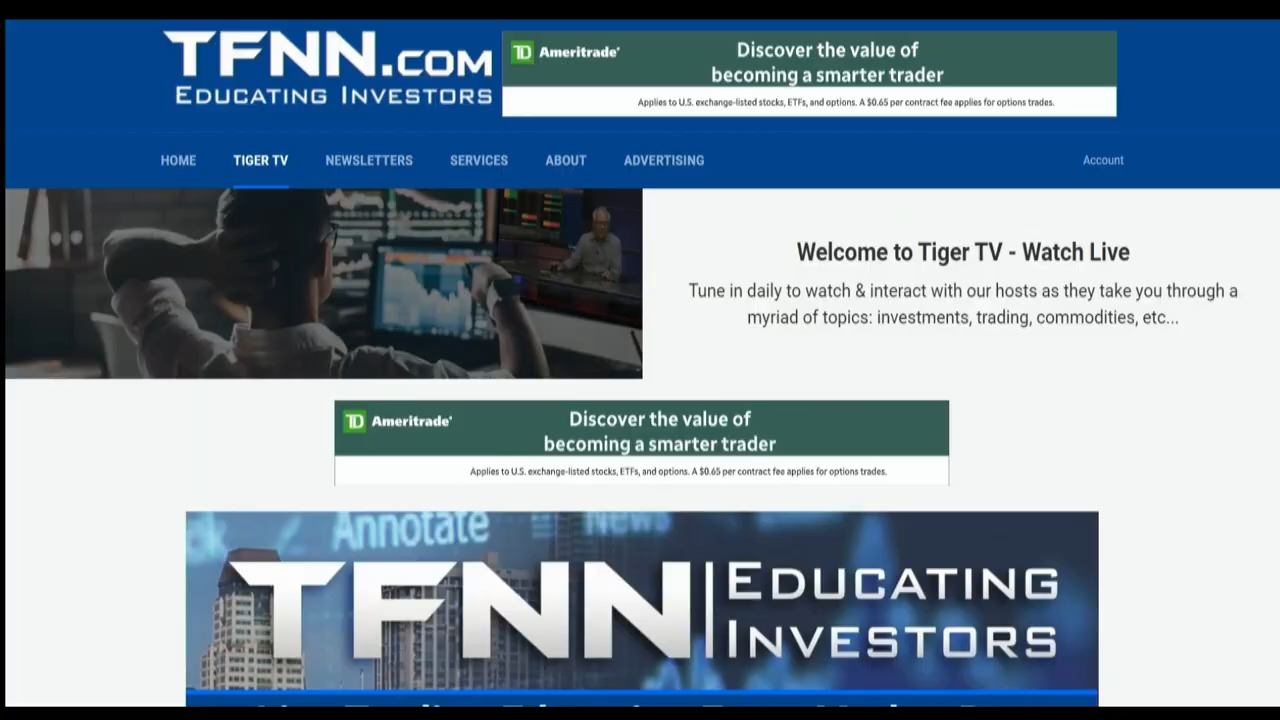 TFNN.COM
EDUCATING INVESTORS
TD Ameritrade
Discover the value of
becoming a smarter trader
Applies to U.S. exchange-listed stocks, ETFs, and options. A $0.65 per contract fee applies for options trades.
HOME TIGER TV NEWSLETTERS SERVICES ABOUT ADVERTISING Account
Welcome to Tiger TV - Watch Live
Tune in daily to watch & interact with our hosts as they take you through a
myriad of topics: investments, trading, commodities, etc...
TD Ameritrade
Discover the value of
becoming a smarter trader
Applies to U.S. exchange-listed stocks, ETFs, and options. A $0.65 per contract fee applies for options trades.
Annotate News
TFNN EDUCATING
INVESTORS